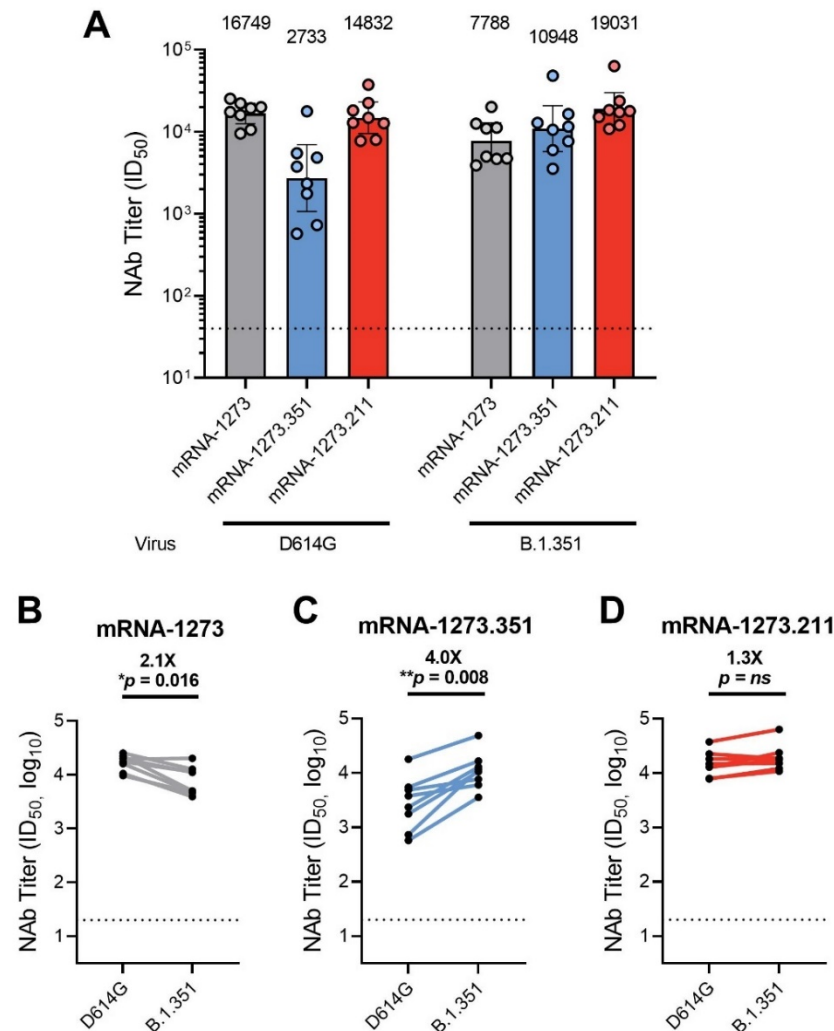 A
16749 2733 14832 7788 10948 19031
NAb Titer (ID50)
10^5
10^4
10^3
10^2
10^1
mRNA-1273 mRNA-1273.351 mRNA-1273.211 mRNA-1273 mRNA-1273.351 mRNA-1273.211
Virus D614G B.1.351
B
mRNA-1273
2.1X
*p = 0.016
NAb Titer (ID50, log10)
5
4
3
2
1
D614G B.1.351
C
mRNA-1273.351
4.0X
**p = 0.008
NAb Titer (ID50, log10)
5
4
3
2
1
D614G B.1.351
D
mRNA-1273.211
1.3X
p = ns
NAb Titer (ID50, log10)
5
4
3
2
1
D614G B.1.351